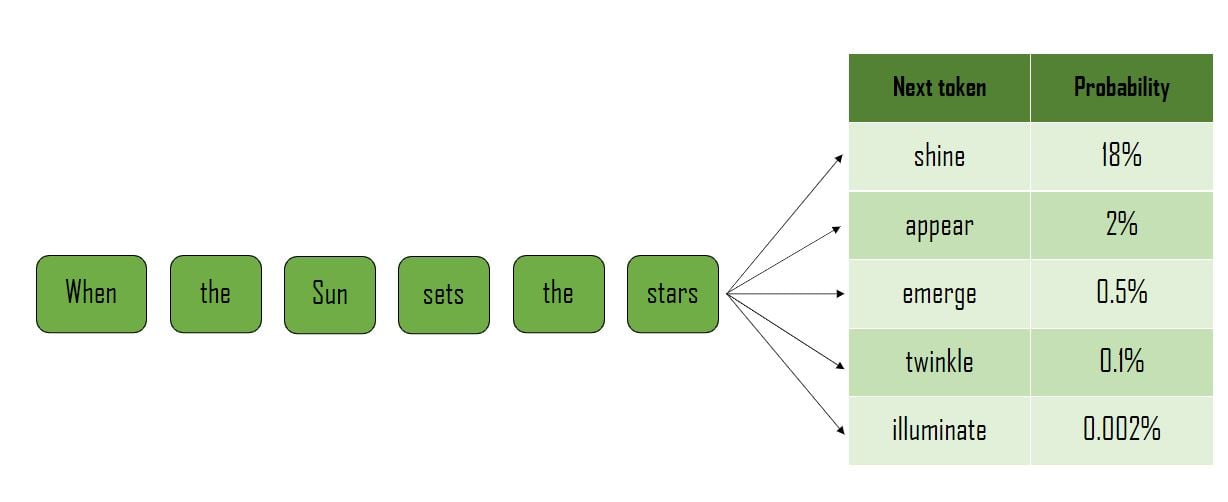 When the Sun sets the stars
Next token Probability
shine 18%
appear 2%
emerge 0.5%
twinkle 0.1%
illuminate 0.002%